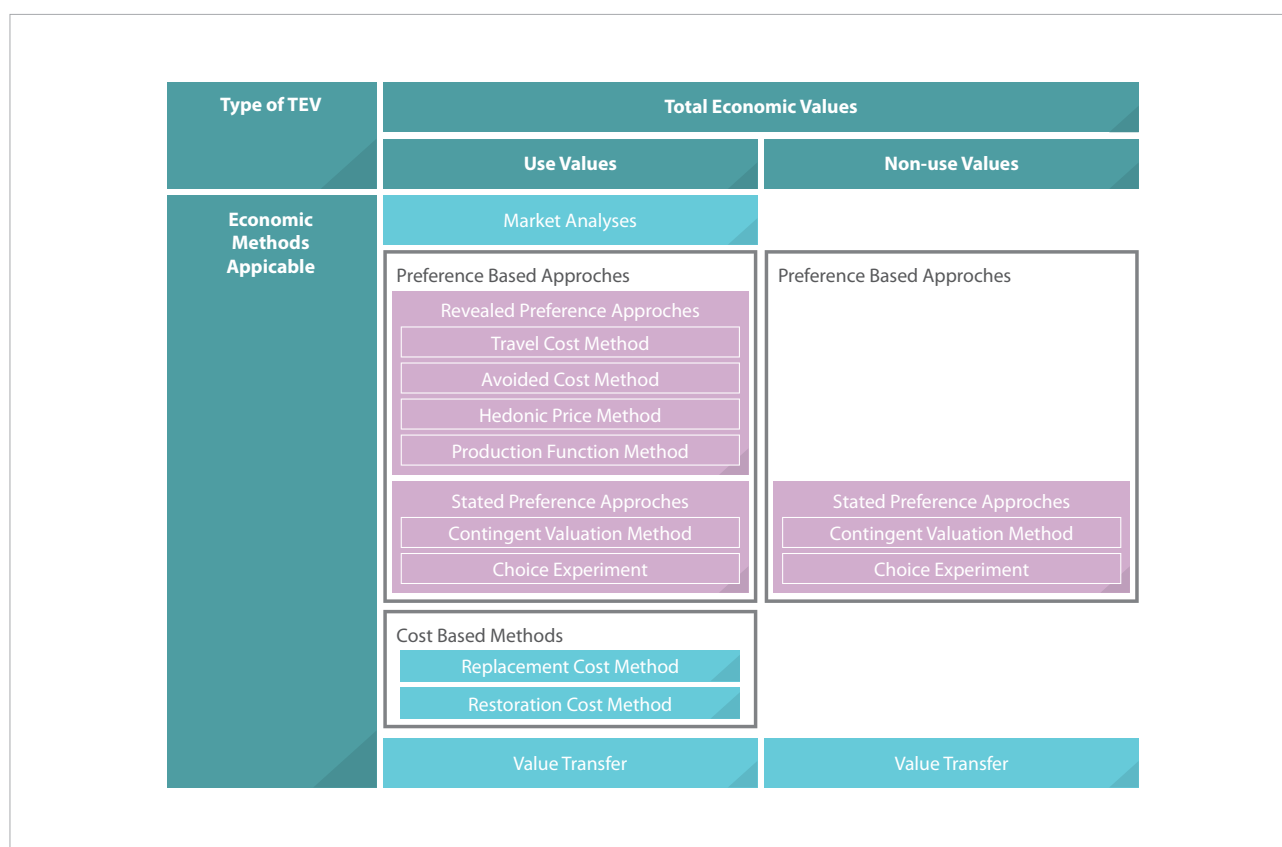 Type of TEV
Total Economic Values
Use Values
Non-use Values
Economic
Methods
Appicable
Market Analyses
Preference Based Approches
Revealed Preference Approches
Travel Cost Method
Avoided Cost Method
Hedonic Price Method
Production Function Method
Stated Preference Approches
Contingent Valuation Method
Choice Experiment
Preference Based Approches
Stated Preference Approches
Contingent Valuation Method
Choice Experiment
Cost Based Methods
Replacement Cost Method
Restoration Cost Method
Value Transfer
Value Transfer